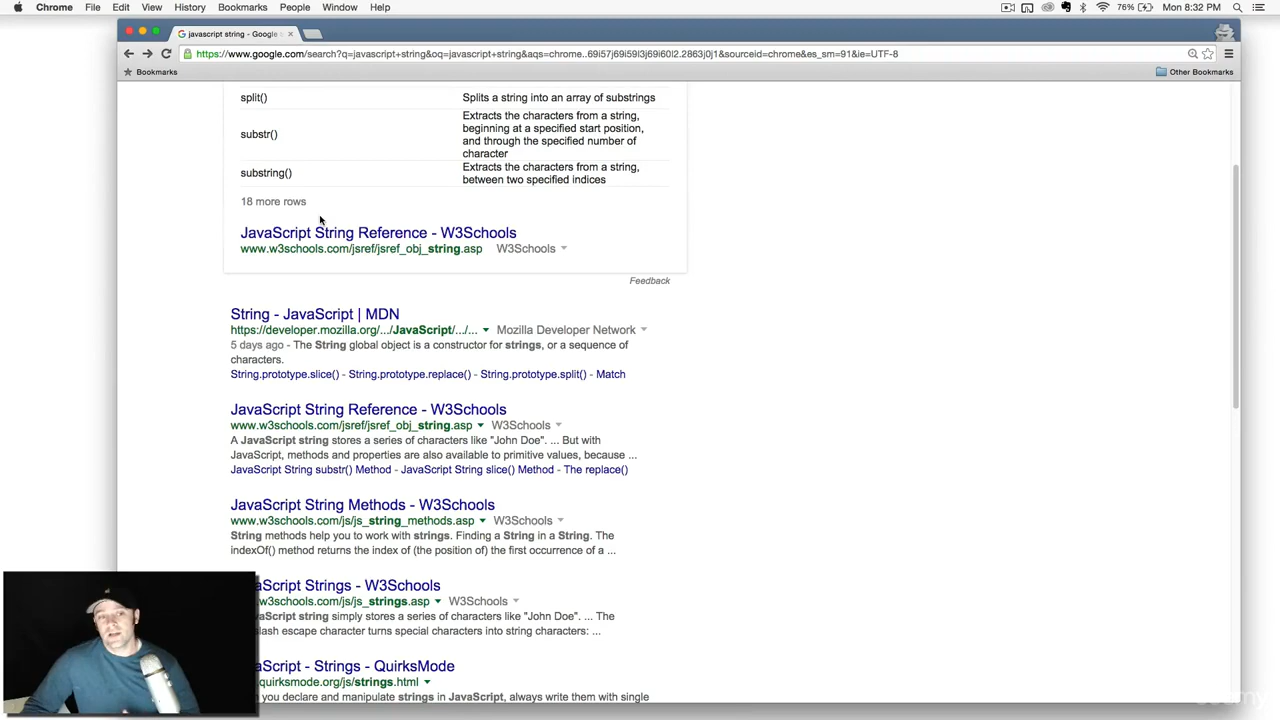 Chrome File Edit View History Bookmarks People Window Help 76% Mon 8:32 PM
javascript string - Google
https://www.google.com/search?q=javascript+string&oq=javascript+string&aqs=chrome..69i57j69i59l3j69i60l2.2863j0j1&sourceid=chrome&es_sm=91&ie=UTF-8
Bookmarks Other Bookmarks
split() Splits a string into an array of substrings
Extracts the characters from a string,
beginning at a specified start position,
substr()
and through the specified number of
character
Extracts the characters from a string,
substring()
between two specified indices
18 more rows
JavaScript String Reference - W3Schools
www.w3schools.com/jsref/jsref_obj_string.asp W3Schools
Feedback
String - JavaScript | MDN
https://developer.mozilla.org/.../JavaScript/.../... Mozilla Developer Network
5 days ago - The String global object is a constructor for strings, or a sequence of
characters.
String.prototype.slice() - String.prototype.replace() - String.prototype.split() - Match
JavaScript String Reference - W3Schools
www.w3schools.com/jsref/jsref_obj_string.asp W3Schools
A JavaScript string stores a series of characters like "John Doe". ... But with
JavaScript, methods and properties are also available to primitive values, because ...
JavaScript String substr() Method - JavaScript String slice() Method - The replace()
JavaScript String Methods - W3Schools
www.w3schools.com/js/js_string_methods.asp W3Schools
String methods help you to work with strings. Finding a String in a String. The
indexOf() method returns the index of (the position of) the first occurrence of a ...
aScript Strings - W3Schools
w3schools.com/js/js_strings.asp W3Schools
aScript string simply stores a series of characters like "John Doe". ... The
lash escape character turns special characters into string characters: ...
aScript - Strings - QuirksMode
quirksmode.org/js/strings.html
you declare and manipulate strings in JavaScript, always write them with single